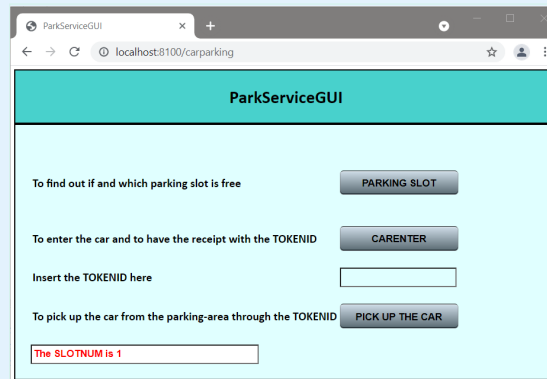 ParkServiceGUI
localhost:8100/carparking
ParkServiceGUI
To find out if and which parking slot is free PARKING SLOT
To enter the car and to have the receipt with the TOKENID CARENTER
Insert the TOKENID here
To pick up the car from the parking-area through the TOKENID PICK UP THE CAR
The SLOTNUM is 1